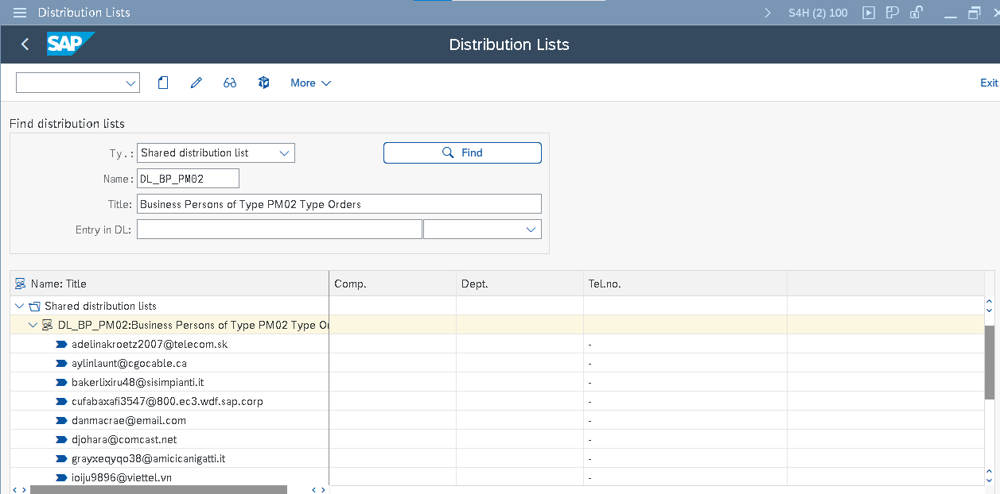 Distribution Lists S4H (2) 100
SAP Distribution Lists
More Exit
Find distribution lists
Ty.: Shared distribution list Find
Name: DL_BP_PM02
Title: Business Persons of Type PM02 Type Orders
Entry in DL:
Name: Title Comp. Dept. Tel.no.
Shared distribution lists
DL_BP_PM02:Business Persons of Type PM02 Type Or
adelinakroetz2007@telecom.sk -
aylinlaunt@cgocable.ca -
bakerlixiru48@sisimpianti.it -
cufabaxafi3547@800.ec3.wdf.sap.corp -
danmacrae@email.com -
djohara@comcast.net -
grayxeqyqo38@amicicanigatti.it -
ioiju9896@viettel.vn -